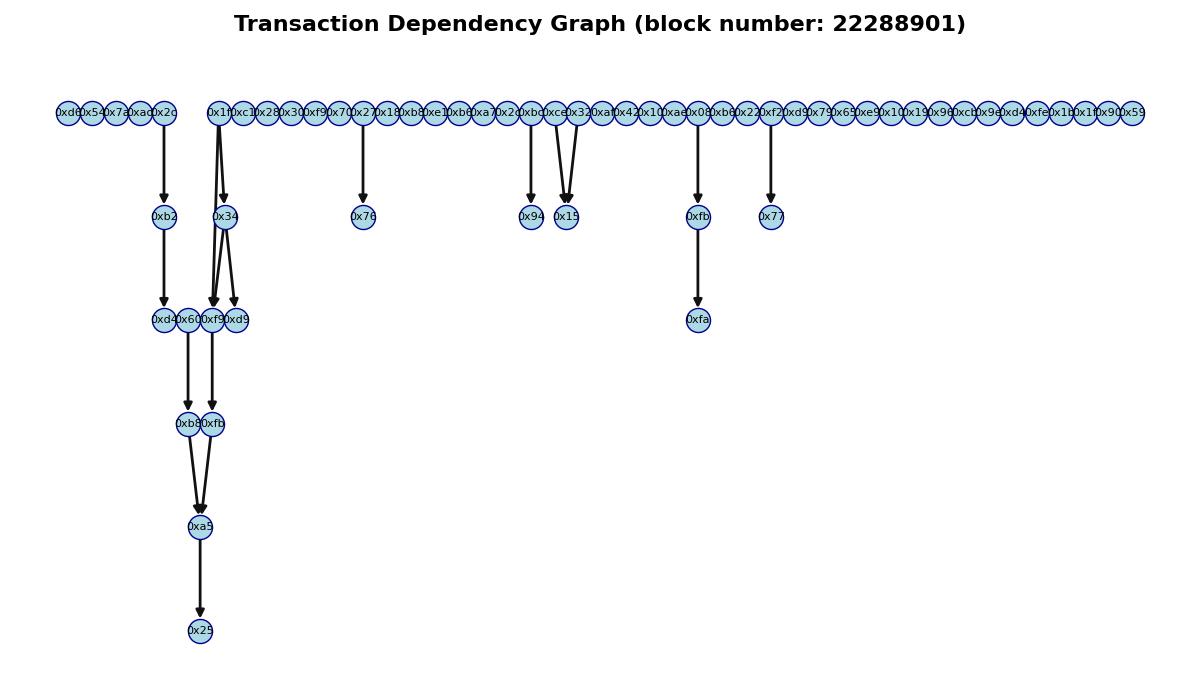 Transaction Dependency Graph (block number: 22288901)
0xd6 0x54 0x7a 0xac 0x2c 0x1f 0xc1 0x28 0x30 0xf9 0x70 0x27 0x18 0xb8 0xe1 0xb6 0xa7 0x2c 0xbc 0xce 0x32 0xaf 0x42 0x10 0xae 0x08 0xb6 0x22 0xf2 0xd9 0x79 0x65 0xe9 0x10 0x19 0x96 0xcb 0x9e 0xd4 0xfe 0x1b 0x1f 0x90 0x59
0xb2 0x34 0x76 0x94 0x15 0xfb 0x77
0xd4 0x60 0xf9 0xd9 0xfa
0xb8 0xfb
0xa5
0x25